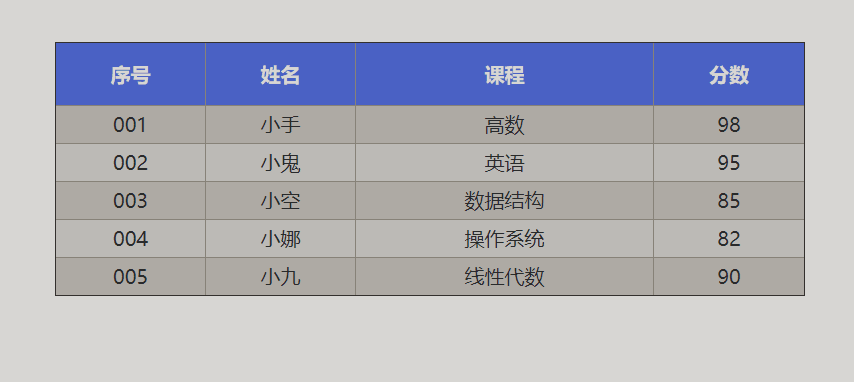 序号 姓名 课程 分数
001 小手 高数 98
002 小鬼 英语 95
003 小空 数据结构 85
004 小娜 操作系统 82
005 小九 线性代数 90